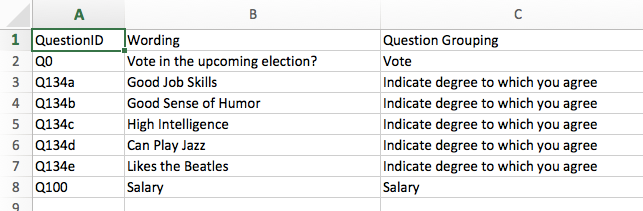 A B C
1 QuestionID Wording Question Grouping
2 Q0 Vote in the upcoming election? Vote
3 Q134a Good Job Skills Indicate degree to which you agree
4 Q134b Good Sense of Humor Indicate degree to which you agree
5 Q134c High Intelligence Indicate degree to which you agree
6 Q134d Can Play Jazz Indicate degree to which you agree
7 Q134e Likes the Beatles Indicate degree to which you agree
8 Q100 Salary Salary
9